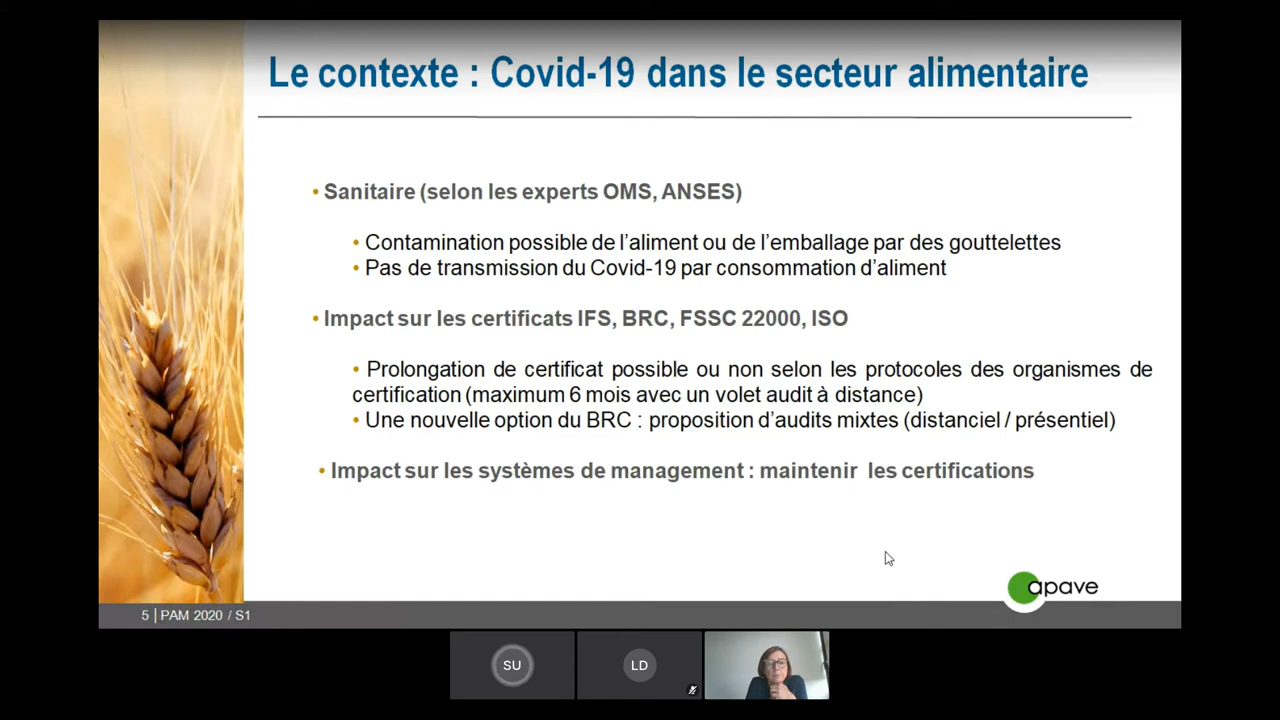 Le contexte : Covid-19 dans le secteur alimentaire
• Sanitaire (selon les experts OMS, ANSES)
• Contamination possible de l’aliment ou de l’emballage par des gouttelettes
• Pas de transmission du Covid-19 par consommation d’aliment
• Impact sur les certificats IFS, BRC, FSSC 22000, ISO
• Prolongation de certificat possible ou non selon les protocoles des organismes de
certification (maximum 6 mois avec un volet audit à distance)
• Une nouvelle option du BRC : proposition d’audits mixtes (distanciel / présentiel)
• Impact sur les systèmes de management : maintenir les certifications
apave
5 | PAM 2020 / S1
SU
LD